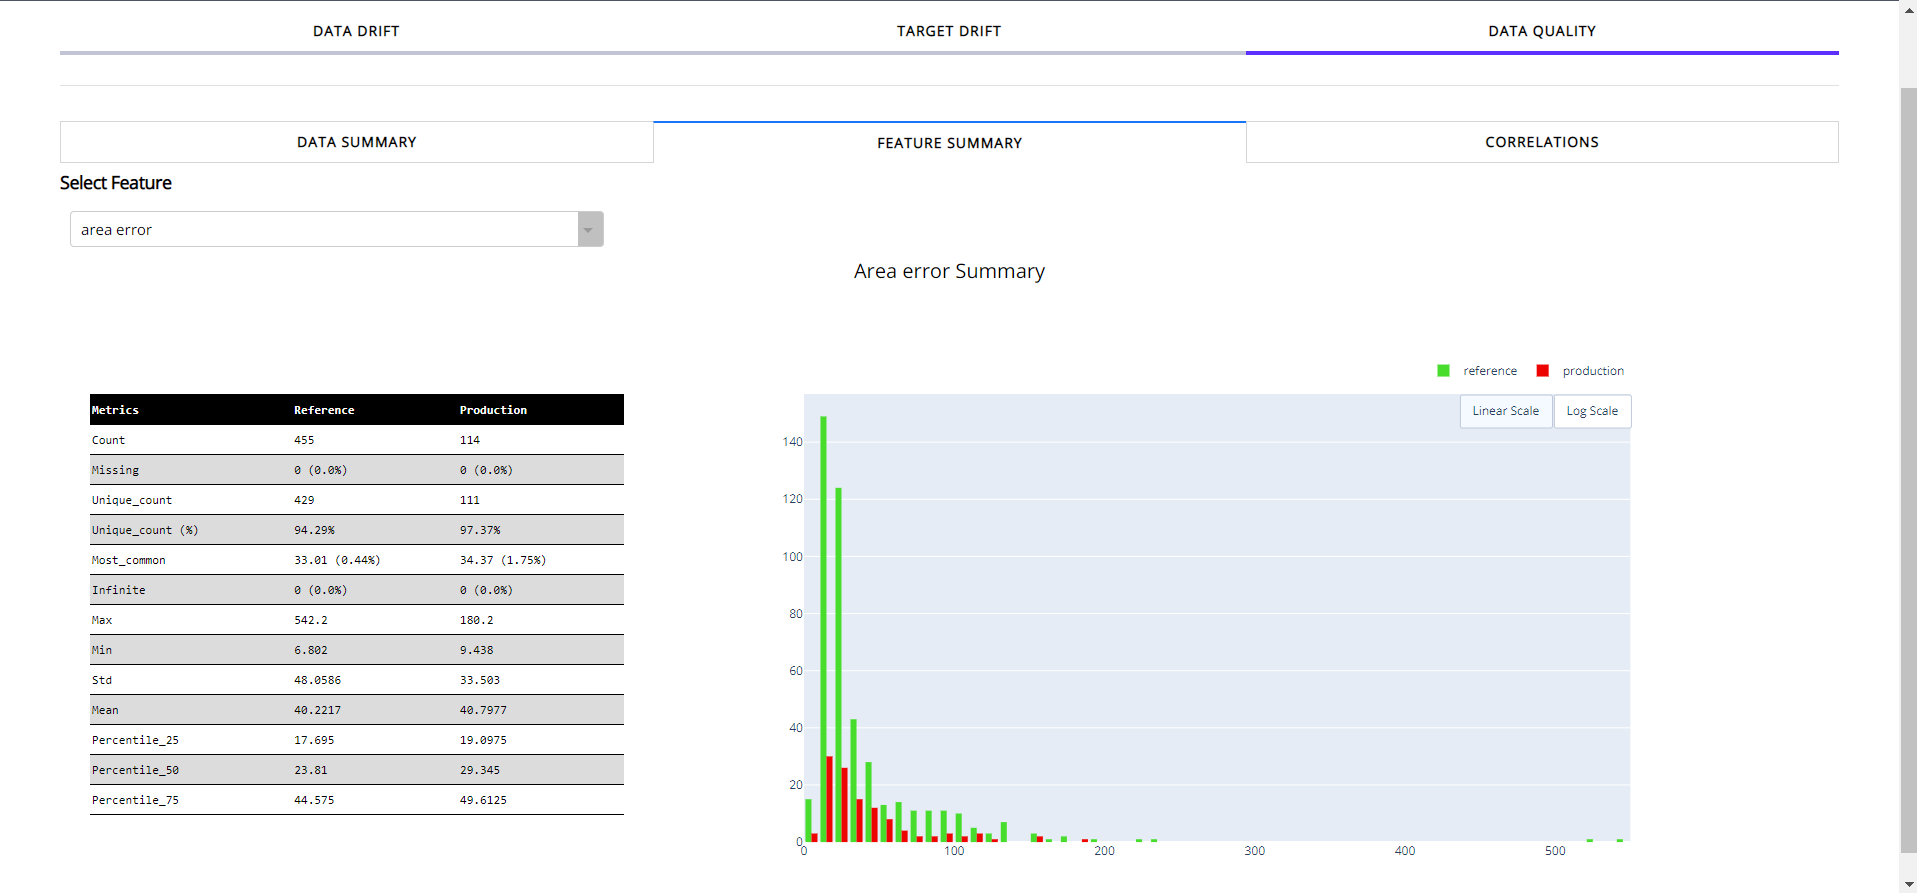 DATA DRIFT TARGET DRIFT DATA QUALITY
DATA SUMMARY FEATURE SUMMARY CORRELATIONS
Select Feature
area error
Area error Summary
reference production
Linear Scale Log Scale
Metrics Reference Production
Count 455 114
Missing 0 (0.0%) 0 (0.0%)
Unique_count 429 111
Unique_count (%) 94.29% 97.37%
Most_common 33.01 (0.44%) 34.37 (1.75%)
Infinite 0 (0.0%) 0 (0.0%)
Max 542.2 180.2
Min 6.802 9.438
Std 48.0586 33.503
Mean 40.2217 40.7977
Percentile_25 17.695 19.0975
Percentile_50 23.81 29.345
Percentile_75 44.575 49.6125
140
120
100
80
60
40
20
0
0 100 200 300 400 500